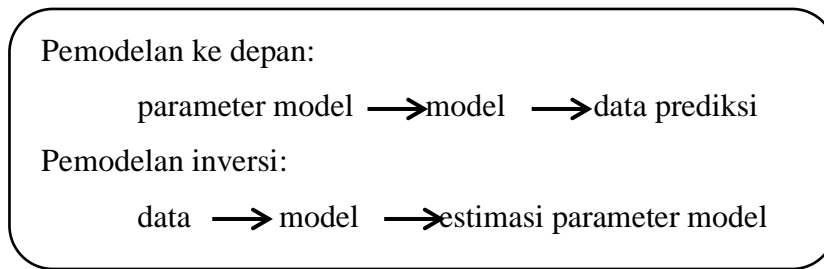 Pemodelan ke depan:
parameter model → model → data prediksi
Pemodelan inversi:
data → model → estimasi parameter model